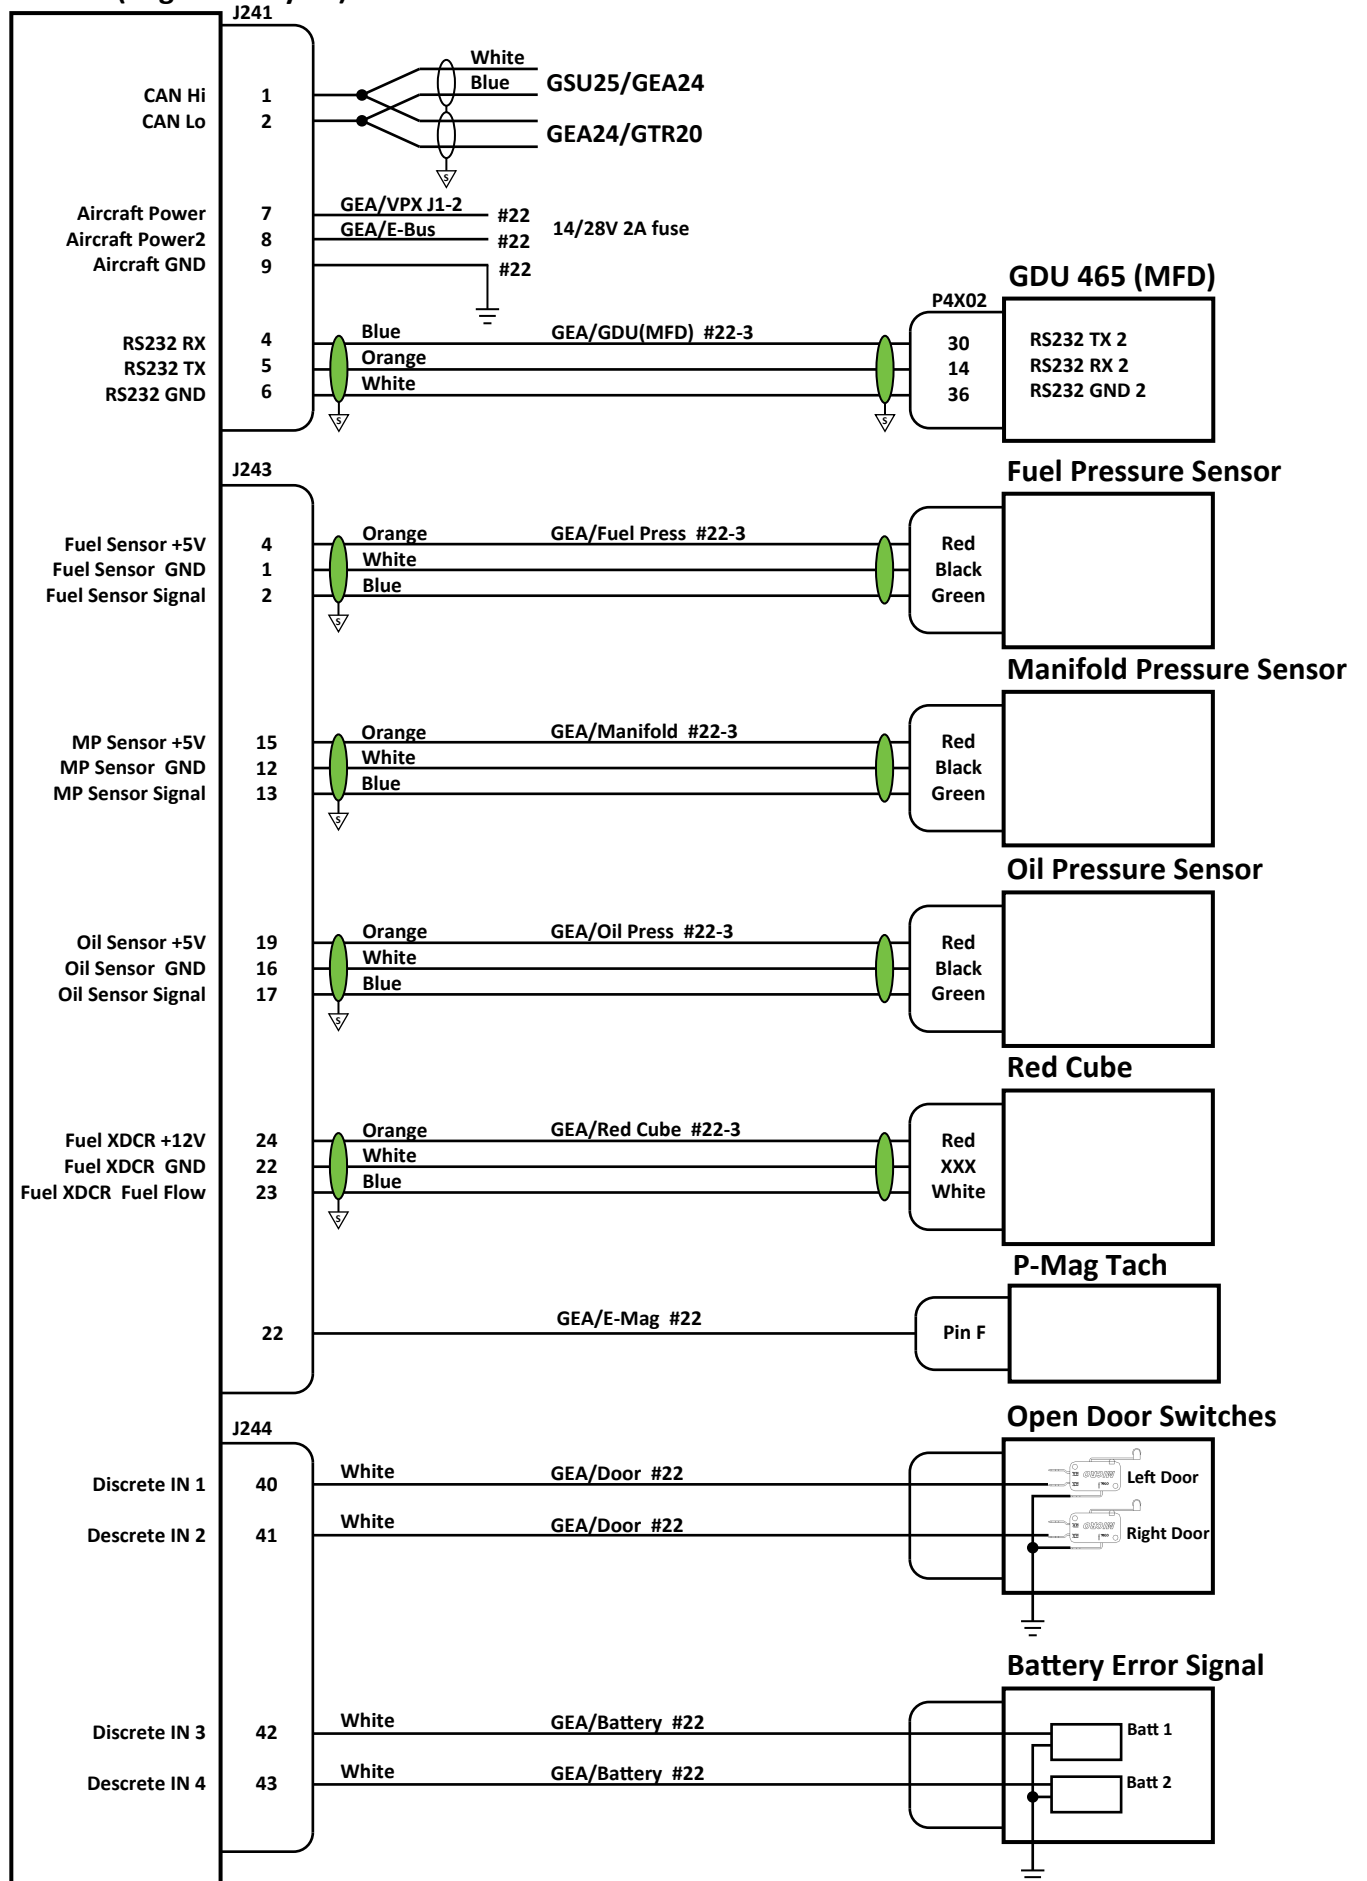 J241
White
Blue
GSU25/GEA24
CAN Hi 1
CAN Lo 2
GEA24/GTR20
S
Aircraft Power 7 GEA/VPX J1-2 #22
14/28V 2A fuse
Aircraft Power2 8 GEA/E-Bus #22
Aircraft GND 9 #22
GDU 465 (MFD)
P4X02
RS232 RX 4 Blue GEA/GDU(MFD) #22-3 30 RS232 TX 2
RS232 TX 5 Orange 14 RS232 RX 2
RS232 GND 6 White 36 RS232 GND 2
S S
J243
Fuel Pressure Sensor
Fuel Sensor +5V 4 Orange GEA/Fuel Press #22-3 Red
Fuel Sensor GND 1 White Black
Fuel Sensor Signal 2 Blue Green
S
Manifold Pressure Sensor
MP Sensor +5V 15 Orange GEA/Manifold #22-3 Red
MP Sensor GND 12 White Black
MP Sensor Signal 13 Blue Green
S
Oil Pressure Sensor
Oil Sensor +5V 19 Orange GEA/Oil Press #22-3 Red
Oil Sensor GND 16 White Black
Oil Sensor Signal 17 Blue Green
S
Red Cube
Fuel XDCR +12V 24 Orange GEA/Red Cube #22-3 Red
Fuel XDCR GND 22 White XXX
Fuel XDCR Fuel Flow 23 Blue White
S
P-Mag Tach
22 GEA/E-Mag #22 Pin F
Open Door Switches
J244
Discrete IN 1 40 White GEA/Door #22 MICRO Left Door
Descrete IN 2 41 White GEA/Door #22 MICRO Right Door
Battery Error Signal
Discrete IN 3 42 White GEA/Battery #22 Batt 1
Descrete IN 4 43 White GEA/Battery #22 Batt 2